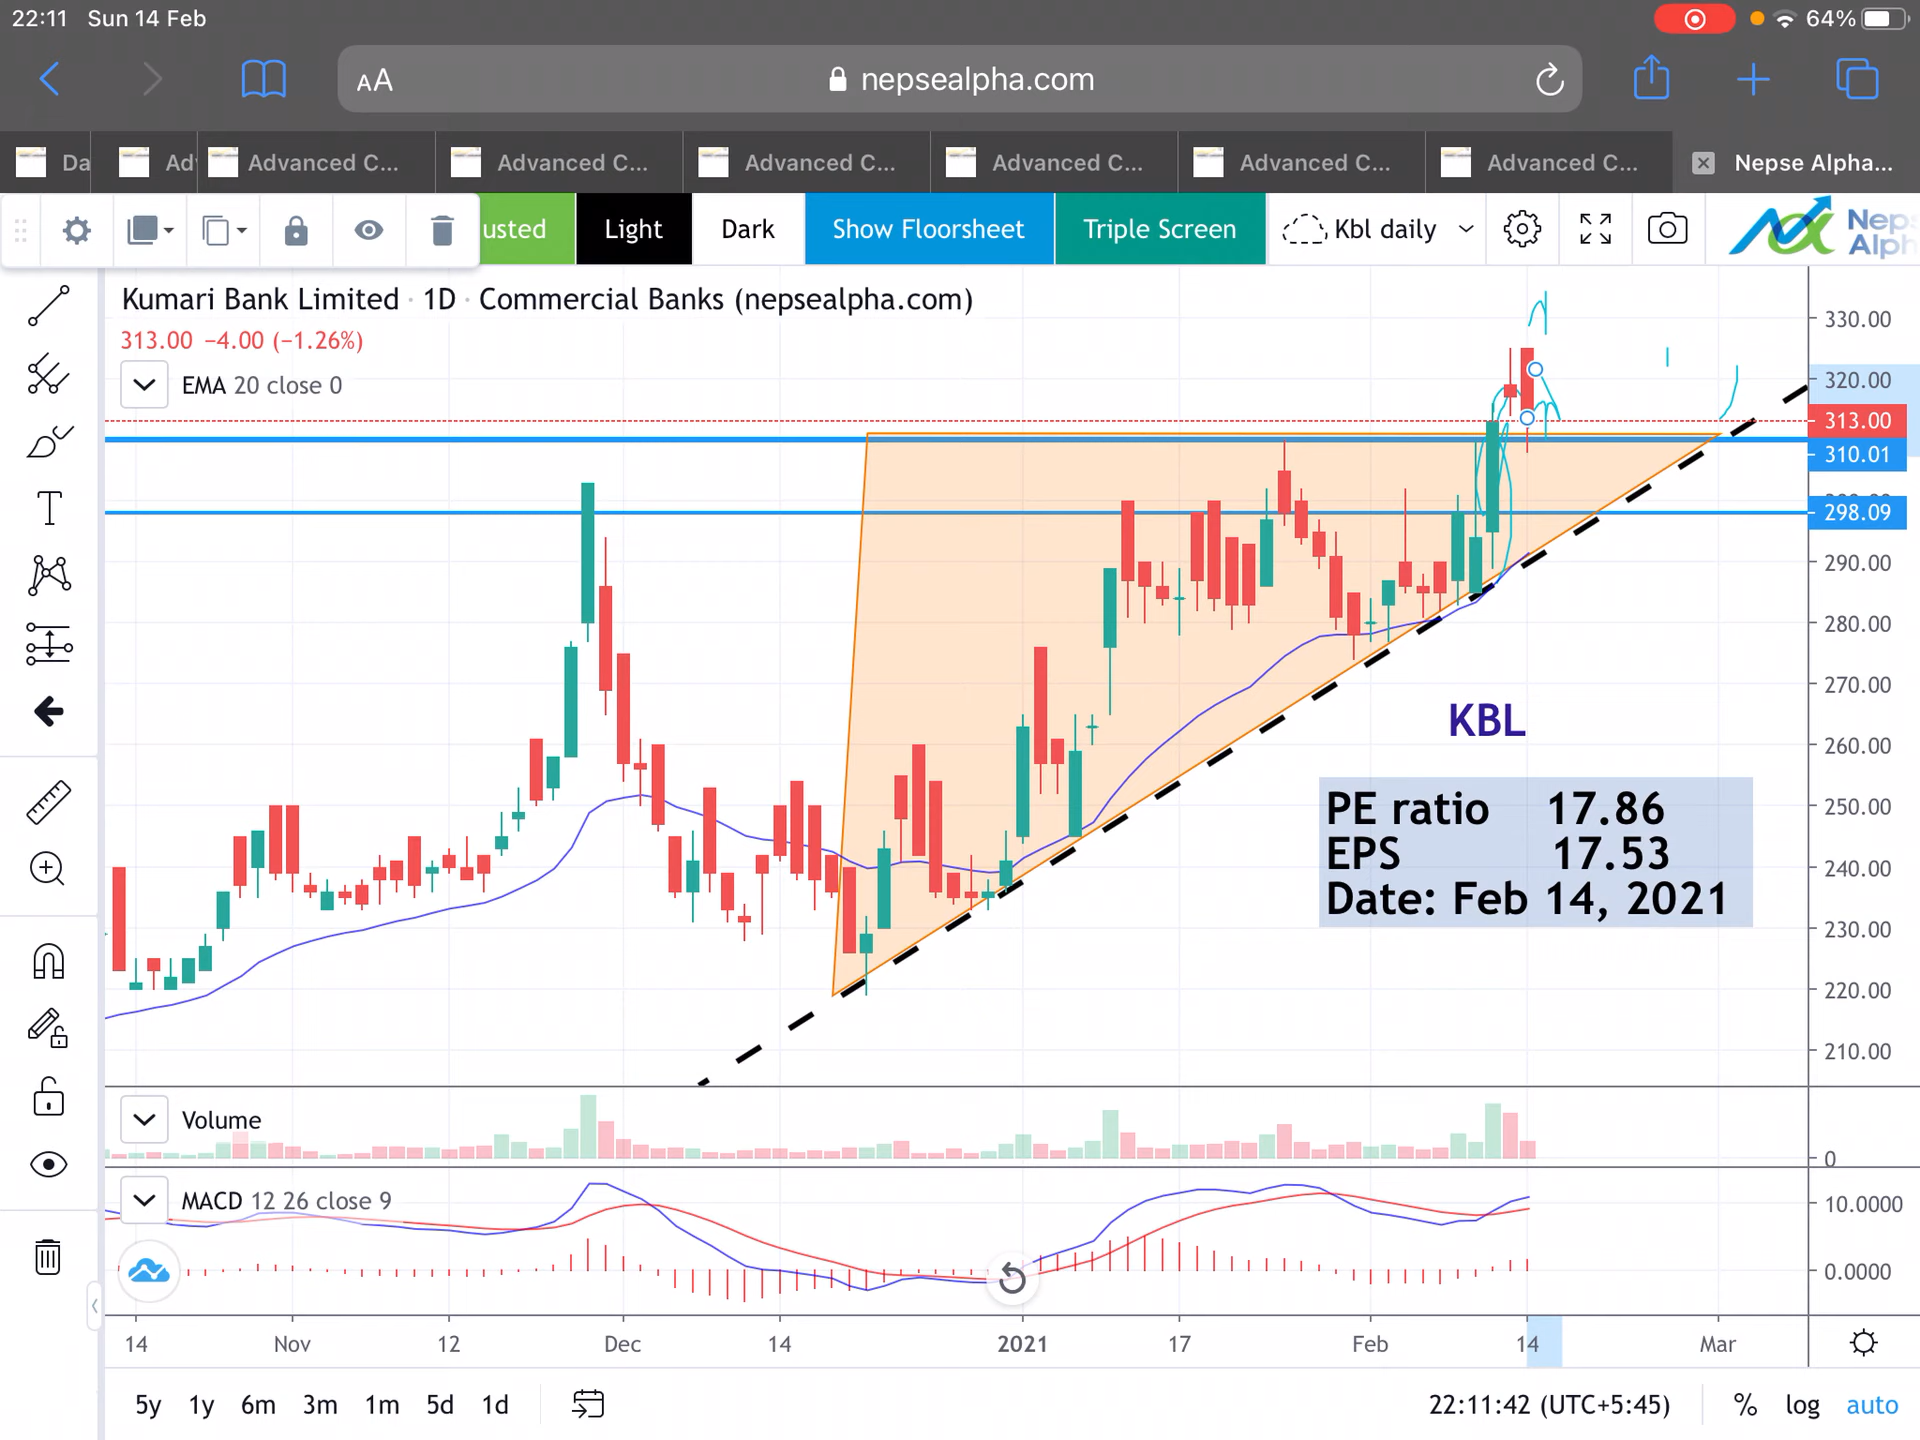 22:11 Sun 14 Feb
64%
AA
nepsealpha.com
Da
Ad
Advanced C...
Advanced C...
Advanced C...
Advanced C...
Advanced C...
Advanced C...
Nepse Alpha...
usted
Light
Dark
Show Floorsheet
Triple Screen
Kbl daily
Neps
Alph
Kumari Bank Limited · 1D · Commercial Banks (nepsealpha.com)
313.00 −4.00 (−1.26%)
EMA 20 close 0
330.00
320.00
313.00
310.01
298.09
290.00
280.00
270.00
260.00
250.00
240.00
230.00
220.00
210.00
KBL
PE ratio 17.86
EPS 17.53
Date: Feb 14, 2021
Volume
0
MACD 12 26 close 9
10.0000
0.0000
14 Nov 12 Dec 14 2021 17 Feb 14 Mar
5y 1y 6m 3m 1m 5d 1d
22:11:42 (UTC+5:45)
% log auto